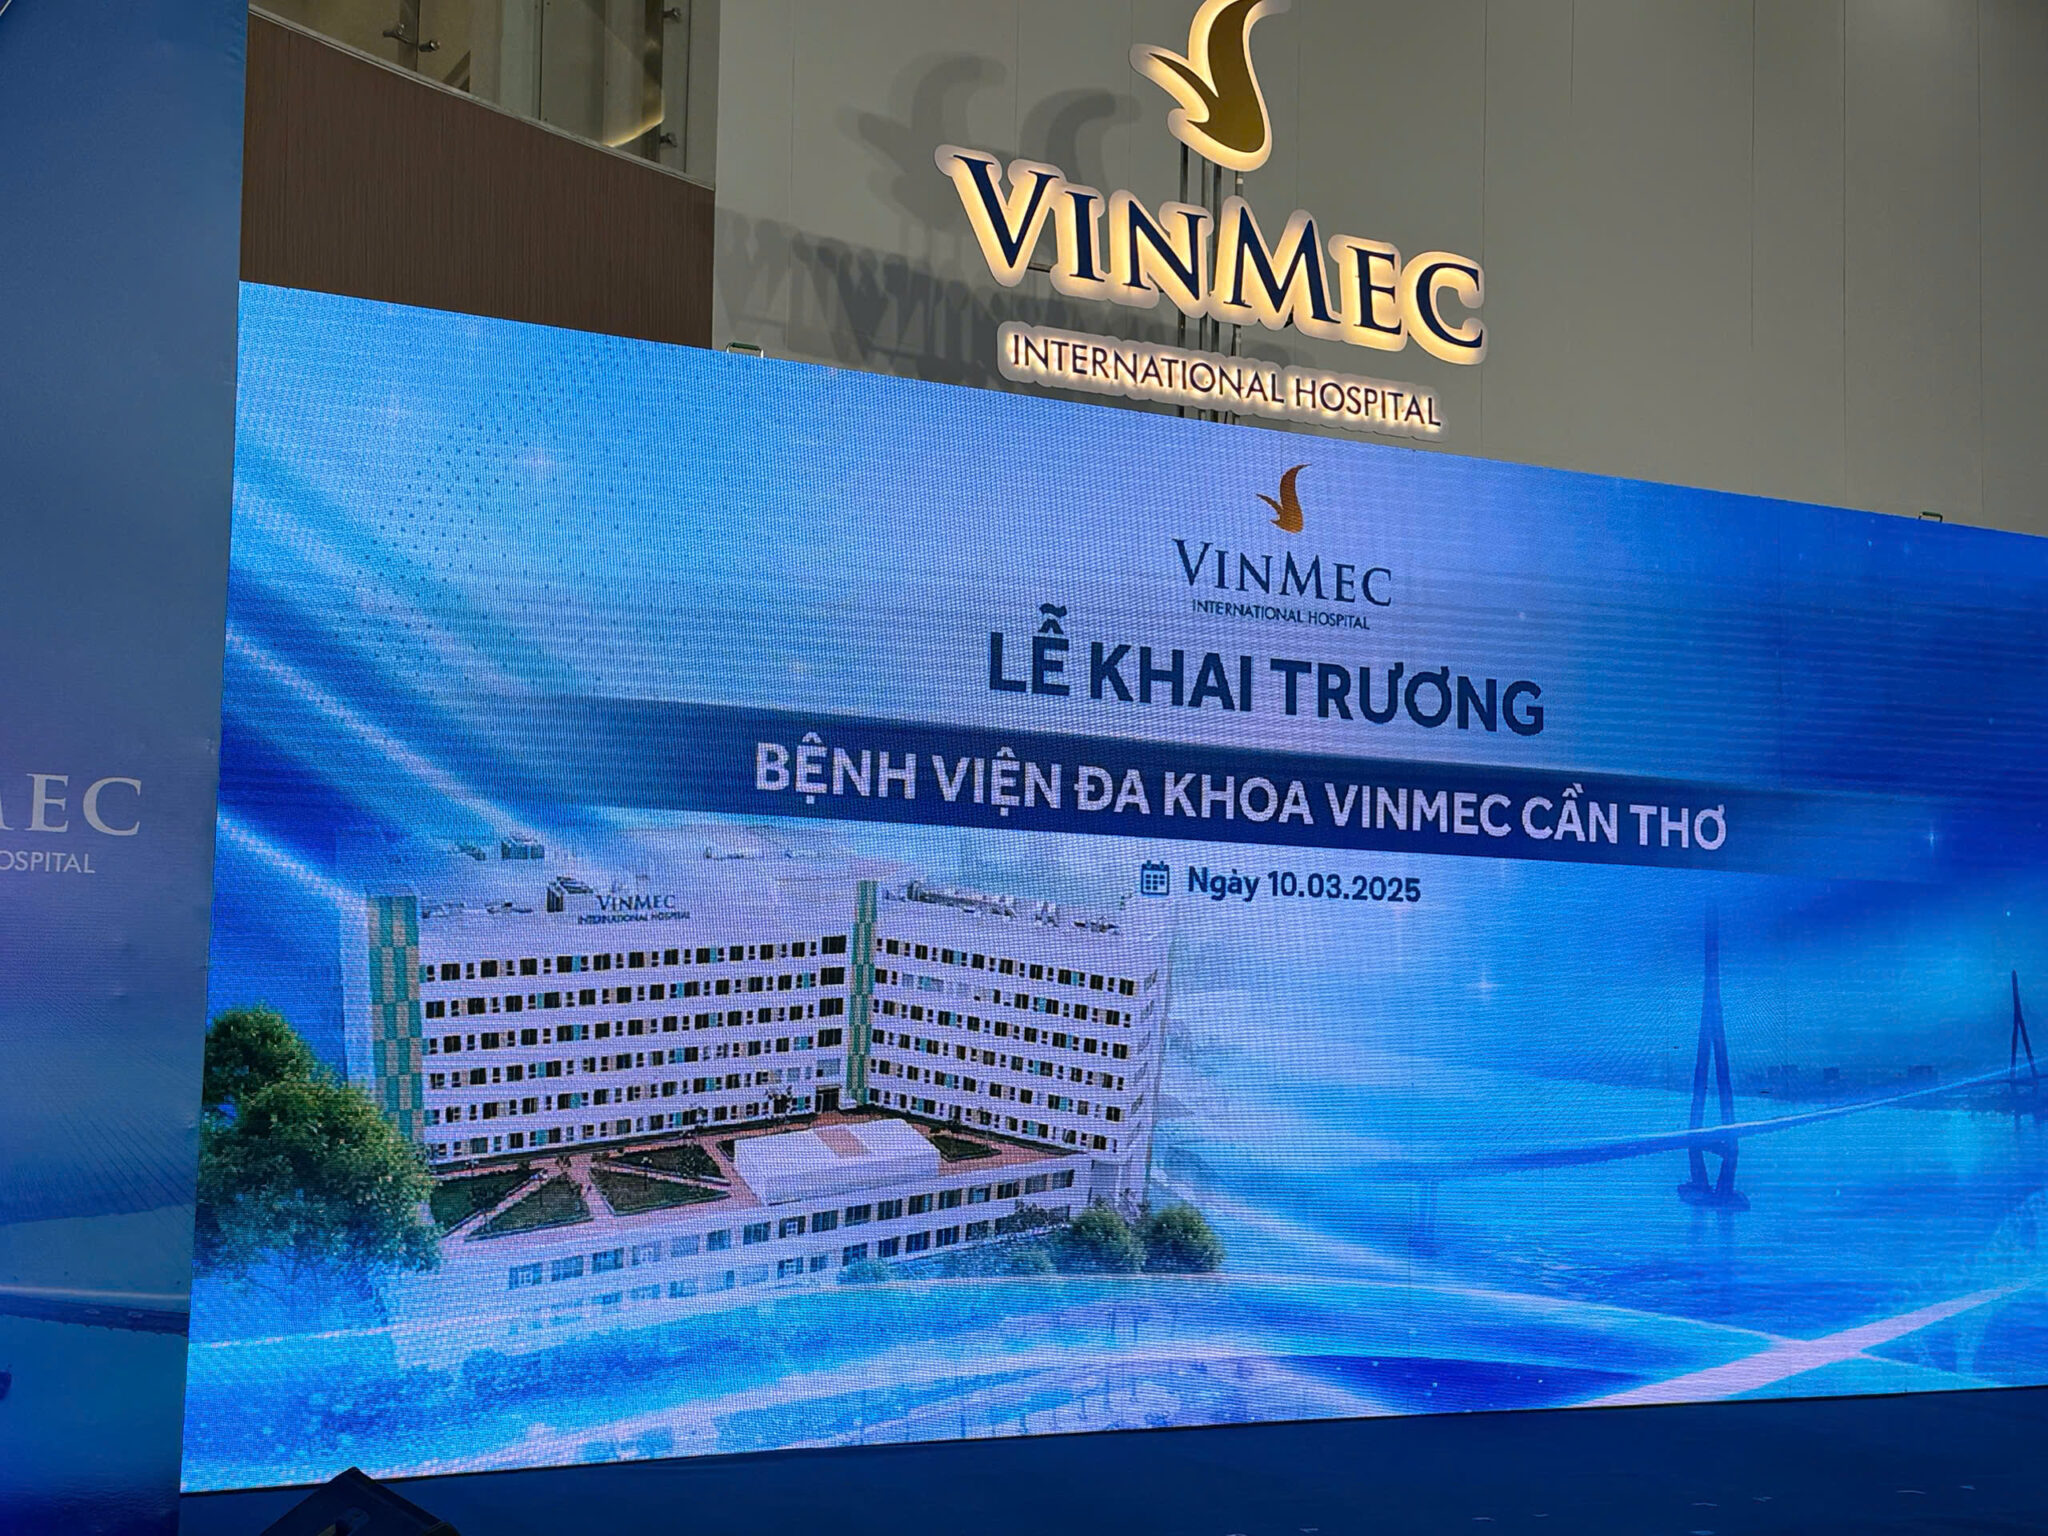 VINMEC
INTERNATIONAL HOSPITAL
VINMEC
INTERNATIONAL HOSPITAL
LỄ KHAI TRƯƠNG
BỆNH VIỆN ĐA KHOA VINMEC CẦN THƠ
Ngày 10.03.2025
VINMEC
INTERNATIONAL HOSPITAL
MEC
OSPITAL